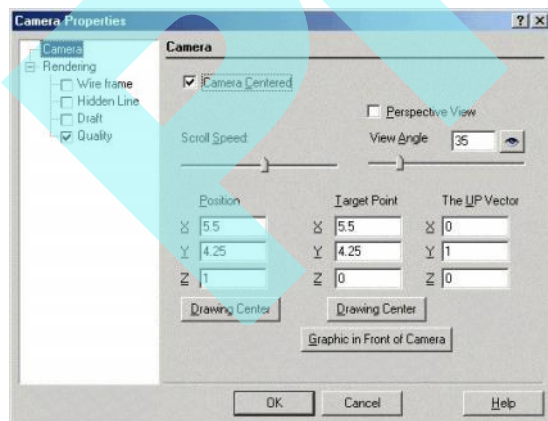 Camera Properties
Camera
Rendering
Wire frame
Hidden Line
Draft
Quality
Camera
Camera Centered
Perspective View
Scroll Speed:
View Angle
35
Position
Target Point
The UP Vector
X 5.5
X 5.5
X 0
Y 4.25
Y 4.25
Y 1
Z 1
Z 0
Z 0
Drawing Center
Drawing Center
Graphic in Front of Camera
OK
Cancel
Help